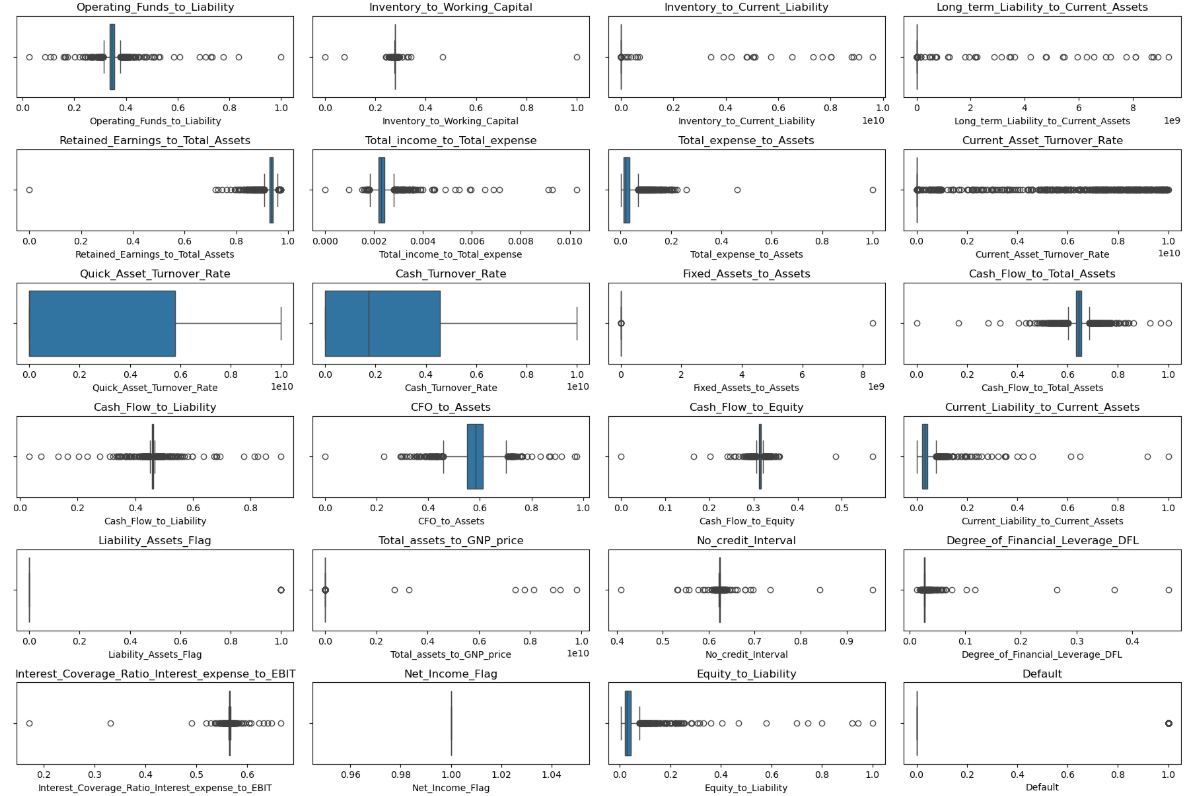 Operating_Funds_to_Liability Inventory_to_Working_Capital Inventory_to_Current_Liability Long_term_Liability_to_Current_Assets
0.0 0.2 0.4 0.6 0.8 1.0 0.0 0.2 0.4 0.6 0.8 1.0 0.0 0.2 0.4 0.6 0.8 1.0 0 2 4 6 8
Operating_Funds_to_Liability Inventory_to_Working_Capital Inventory_to_Current_Liability 1e10 Long_term_Liability_to_Current_Assets 1e9
Retained_Earnings_to_Total_Assets Total_income_to_Total_expense Total_expense_to_Assets Current_Asset_Turnover_Rate
0.0 0.2 0.4 0.6 0.8 1.0 0.000 0.002 0.004 0.006 0.008 0.010 0.0 0.2 0.4 0.6 0.8 1.0 0.0 0.2 0.4 0.6 0.8 1.0
Retained_Earnings_to_Total_Assets Total_income_to_Total_expense Total_expense_to_Assets Current_Asset_Turnover_Rate 1e10
Quick_Asset_Turnover_Rate Cash_Turnover_Rate Fixed_Assets_to_Assets Cash_Flow_to_Total_Assets
0.0 0.2 0.4 0.6 0.8 1.0 0.0 0.2 0.4 0.6 0.8 1.0 0 2 4 6 8 0.0 0.2 0.4 0.6 0.8 1.0
Quick_Asset_Turnover_Rate 1e10 Cash_Turnover_Rate 1e10 Fixed_Assets_to_Assets 1e9 Cash_Flow_to_Total_Assets
Cash_Flow_to_Liability CFO_to_Assets Cash_Flow_to_Equity Current_Liability_to_Current_Assets
0.0 0.2 0.4 0.6 0.8 0.0 0.2 0.4 0.6 0.8 1.0 0.0 0.1 0.2 0.3 0.4 0.5 0.0 0.2 0.4 0.6 0.8 1.0
Cash_Flow_to_Liability CFO_to_Assets Cash_Flow_to_Equity Current_Liability_to_Current_Assets
Liability_Assets_Flag Total_assets_to_GNP_price No_credit_Interval Degree_of_Financial_Leverage_DFL
0.0 0.2 0.4 0.6 0.8 1.0 0.0 0.2 0.4 0.6 0.8 1.0 0.4 0.5 0.6 0.7 0.8 0.9 0.0 0.1 0.2 0.3 0.4
Liability_Assets_Flag Total_assets_to_GNP_price 1e10 No_credit_Interval Degree_of_Financial_Leverage_DFL
Interest_Coverage_Ratio_Interest_expense_to_EBIT Net_Income_Flag Equity_to_Liability Default
0.2 0.3 0.4 0.5 0.6 0.96 0.98 1.00 1.02 1.04 0.0 0.2 0.4 0.6 0.8 1.0 0.0 0.2 0.4 0.6 0.8 1.0
Interest_Coverage_Ratio_Interest_expense_to_EBIT Net_Income_Flag Equity_to_Liability Default